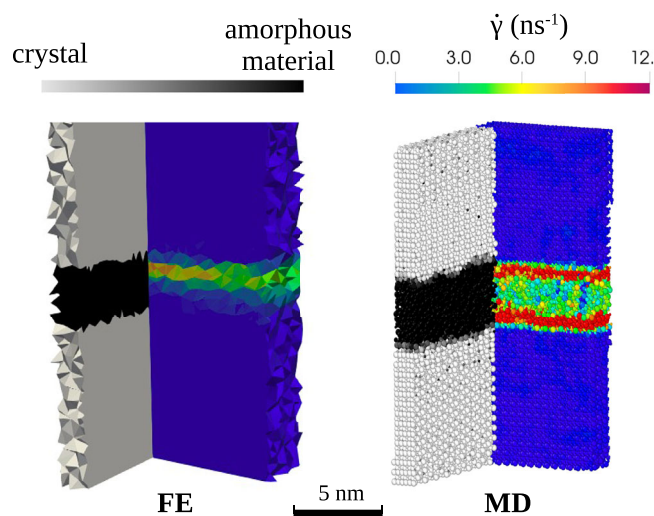 crystal
amorphous
material
γ̇ (ns⁻¹)
0.0 3.0 6.0 9.0 12.
FE
5 nm
MD